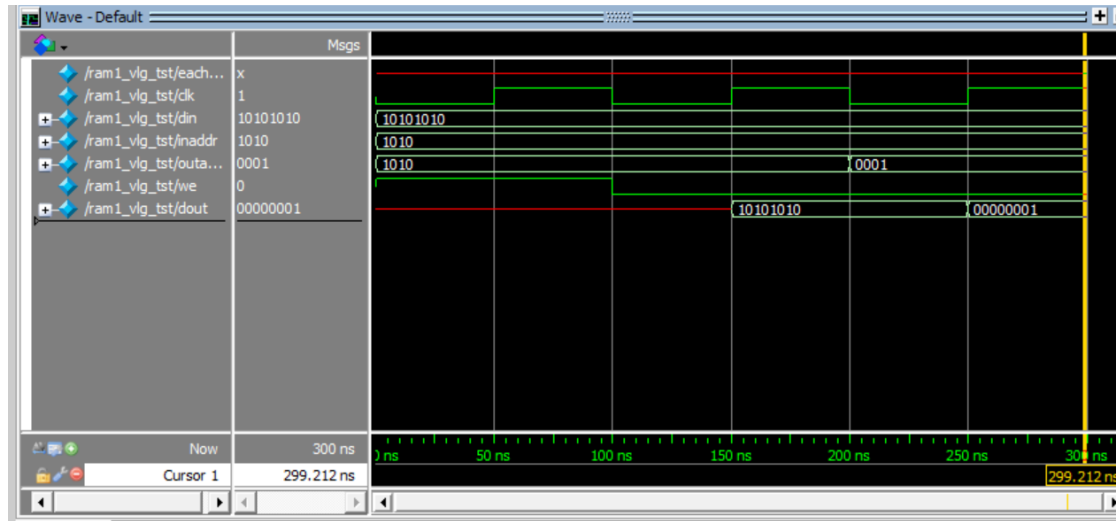 Wave - Default
Msgs
/ram1_vlg_tst/each... x
/ram1_vlg_tst/clk 1
/ram1_vlg_tst/din 10101010 10101010
/ram1_vlg_tst/inaddr 1010 1010
/ram1_vlg_tst/outa... 0001 1010 0001
/ram1_vlg_tst/we 0
/ram1_vlg_tst/dout 00000001 10101010 00000001
Now 300 ns ns 50 ns 100 ns 150 ns 200 ns 250 ns 300 ns
Cursor 1 299.212 ns 299.212 ns